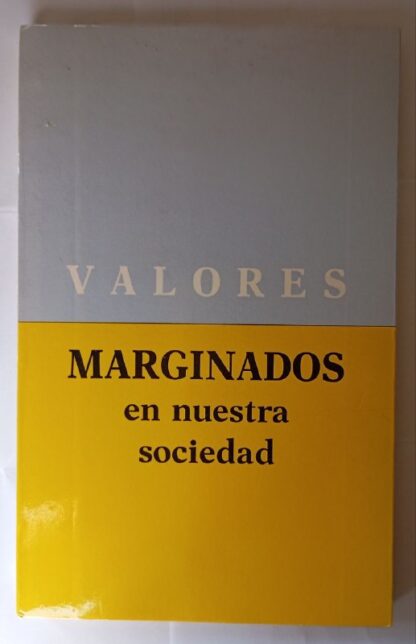 VALORES
MARGINADOS
en nuestra
sociedad